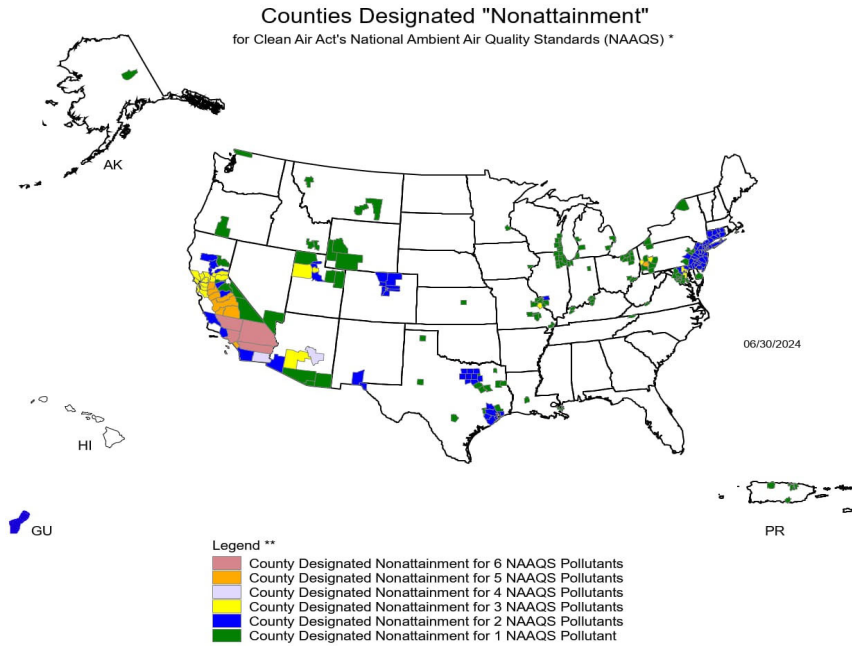 Counties Designated "Nonattainment"
for Clean Air Act's National Ambient Air Quality Standards (NAAQS) *
AK
06/30/2024
HI
GU
PR
Legend **
County Designated Nonattainment for 6 NAAQS Pollutants
County Designated Nonattainment for 5 NAAQS Pollutants
County Designated Nonattainment for 4 NAAQS Pollutants
County Designated Nonattainment for 3 NAAQS Pollutants
County Designated Nonattainment for 2 NAAQS Pollutants
County Designated Nonattainment for 1 NAAQS Pollutant